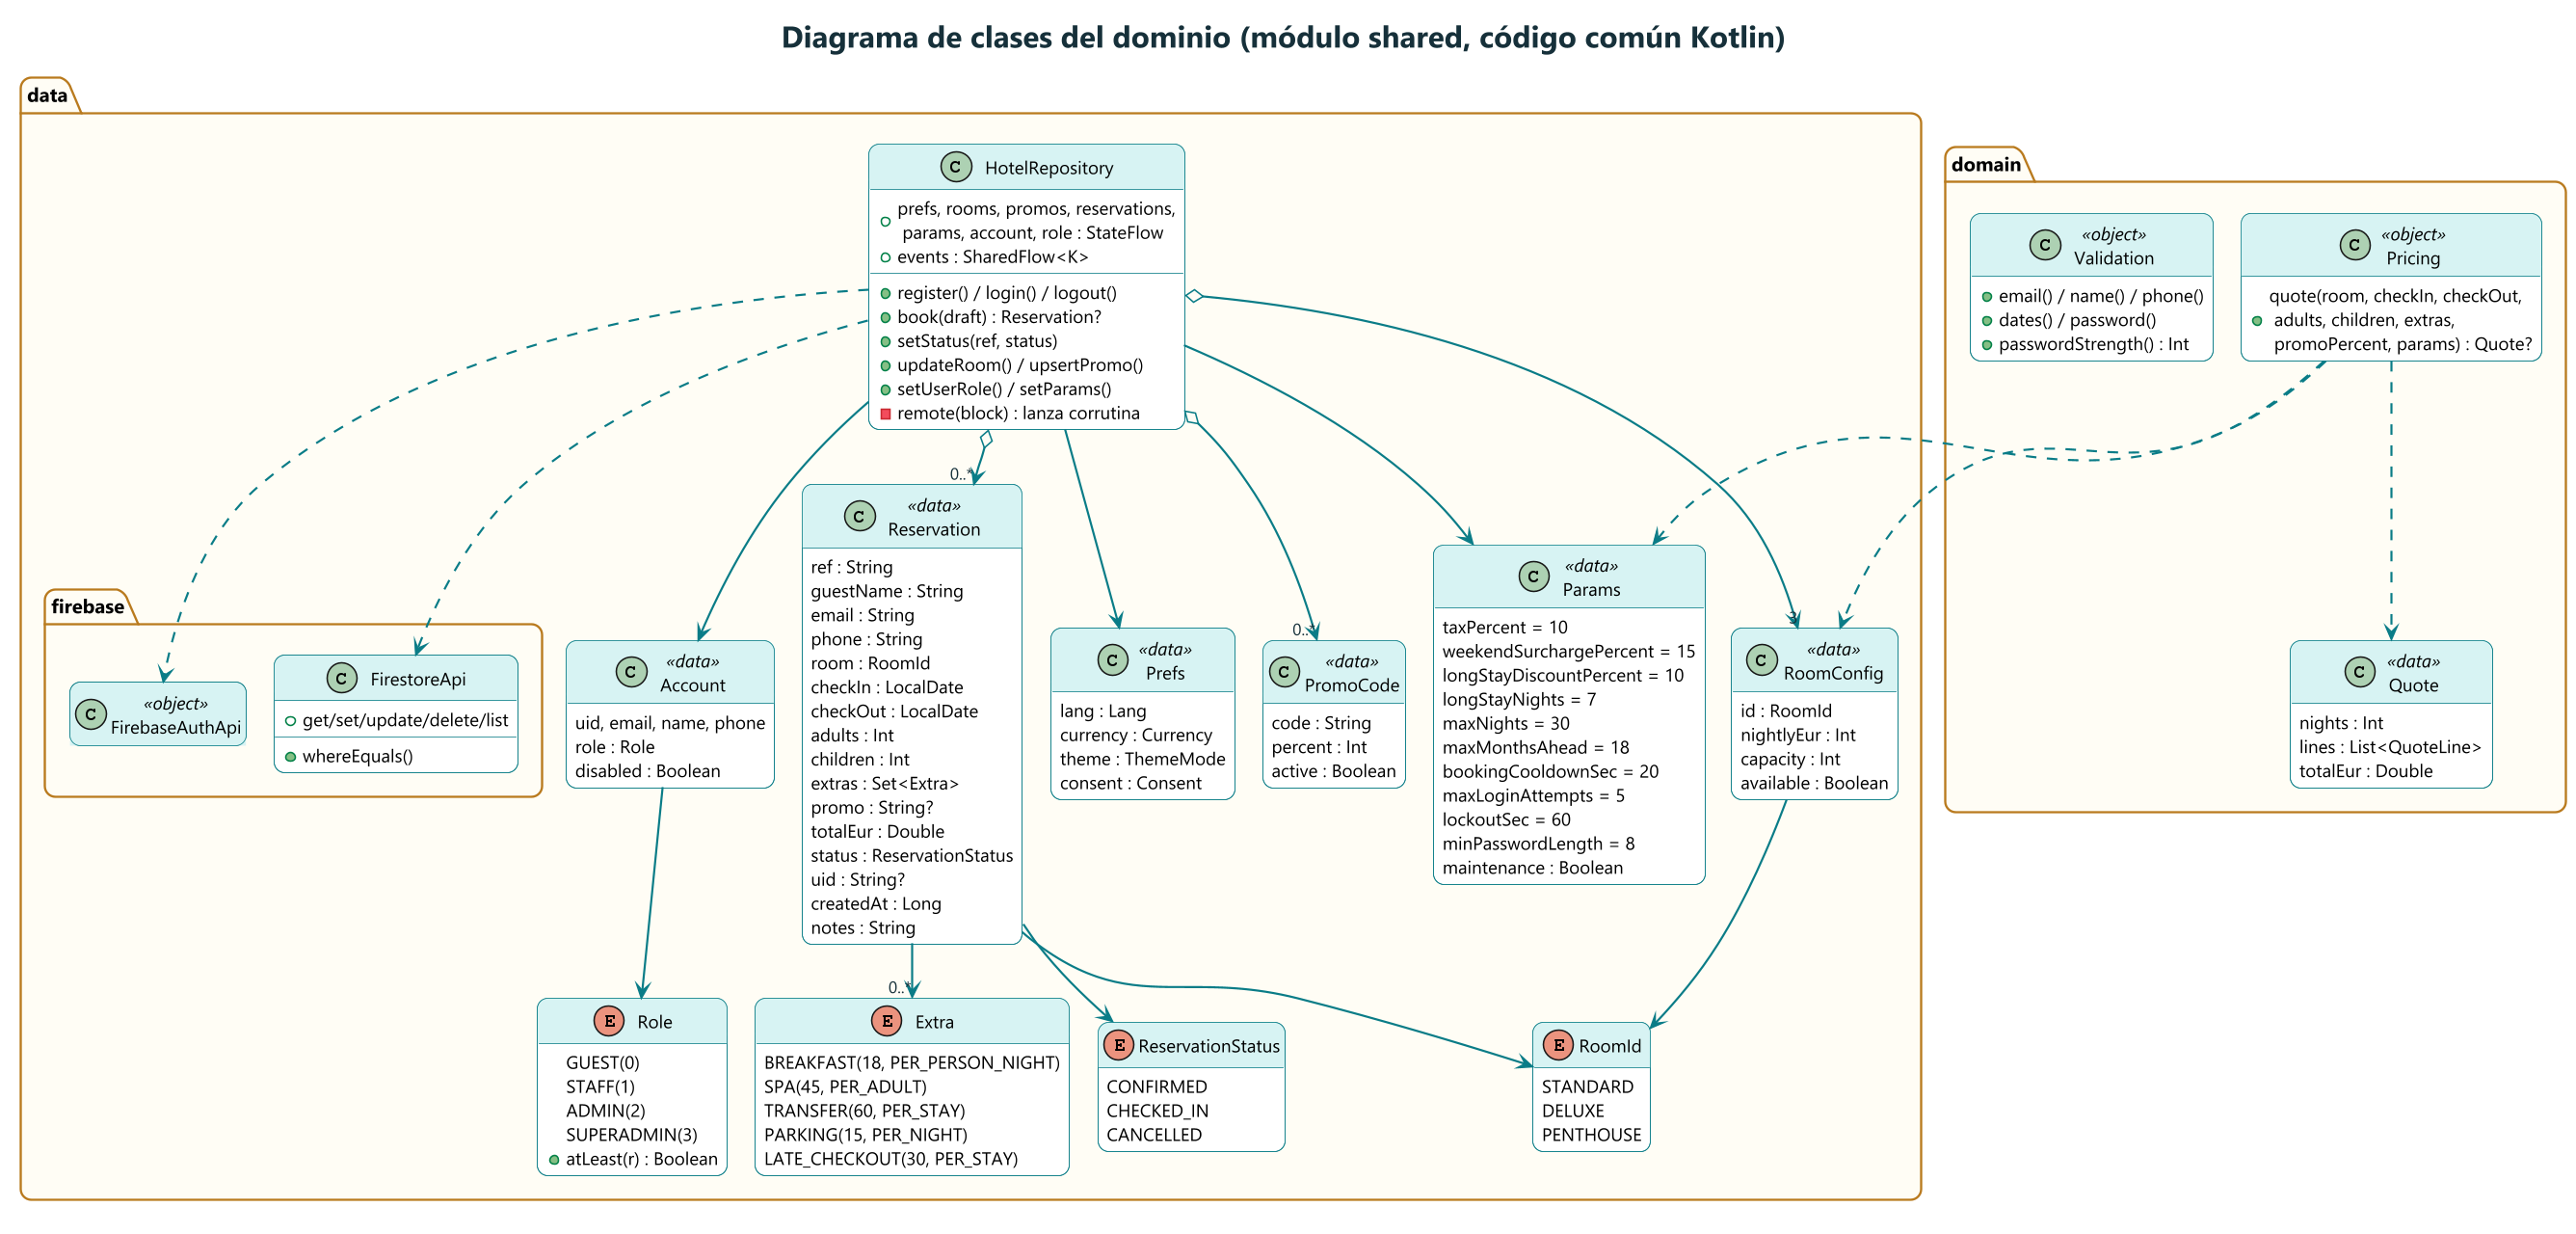 Diagrama de clases del dominio (módulo shared, código común Kotlin)
data
C HotelRepository
prefs, rooms, promos, reservations,
params, account, role : StateFlow
events : SharedFlow<K>
register() / login() / logout()
book(draft) : Reservation?
setStatus(ref, status)
updateRoom() / upsertPromo()
setUserRole() / setParams()
remote(block) : lanza corrutina
domain
C «object»
Validation
email() / name() / phone()
dates() / password()
passwordStrength() : Int
C «object»
Pricing
quote(room, checkIn, checkOut,
adults, children, extras,
promoPercent, params) : Quote?
firebase
C «object»
FirebaseAuthApi
C FirestoreApi
get/set/update/delete/list
whereEquals()
C «data»
Account
uid, email, name, phone
role : Role
disabled : Boolean
0..*
C «data»
Reservation
ref : String
guestName : String
email : String
phone : String
room : RoomId
checkIn : LocalDate
checkOut : LocalDate
adults : Int
children : Int
extras : Set<Extra>
promo : String?
totalEur : Double
status : ReservationStatus
uid : String?
createdAt : Long
notes : String
C «data»
Prefs
lang : Lang
currency : Currency
theme : ThemeMode
consent : Consent
0..*
C «data»
PromoCode
code : String
percent : Int
active : Boolean
C «data»
Params
taxPercent = 10
weekendSurchargePercent = 15
longStayDiscountPercent = 10
longStayNights = 7
maxNights = 30
maxMonthsAhead = 18
bookingCooldownSec = 20
maxLoginAttempts = 5
lockoutSec = 60
minPasswordLength = 8
maintenance : Boolean
3
C «data»
RoomConfig
id : RoomId
nightlyEur : Int
capacity : Int
available : Boolean
C «data»
Quote
nights : Int
lines : List<QuoteLine>
totalEur : Double
E Role
GUEST(0)
STAFF(1)
ADMIN(2)
SUPERADMIN(3)
atLeast(r) : Boolean
0..*
E Extra
BREAKFAST(18, PER_PERSON_NIGHT)
SPA(45, PER_ADULT)
TRANSFER(60, PER_STAY)
PARKING(15, PER_NIGHT)
LATE_CHECKOUT(30, PER_STAY)
E ReservationStatus
CONFIRMED
CHECKED_IN
CANCELLED
E RoomId
STANDARD
DELUXE
PENTHOUSE